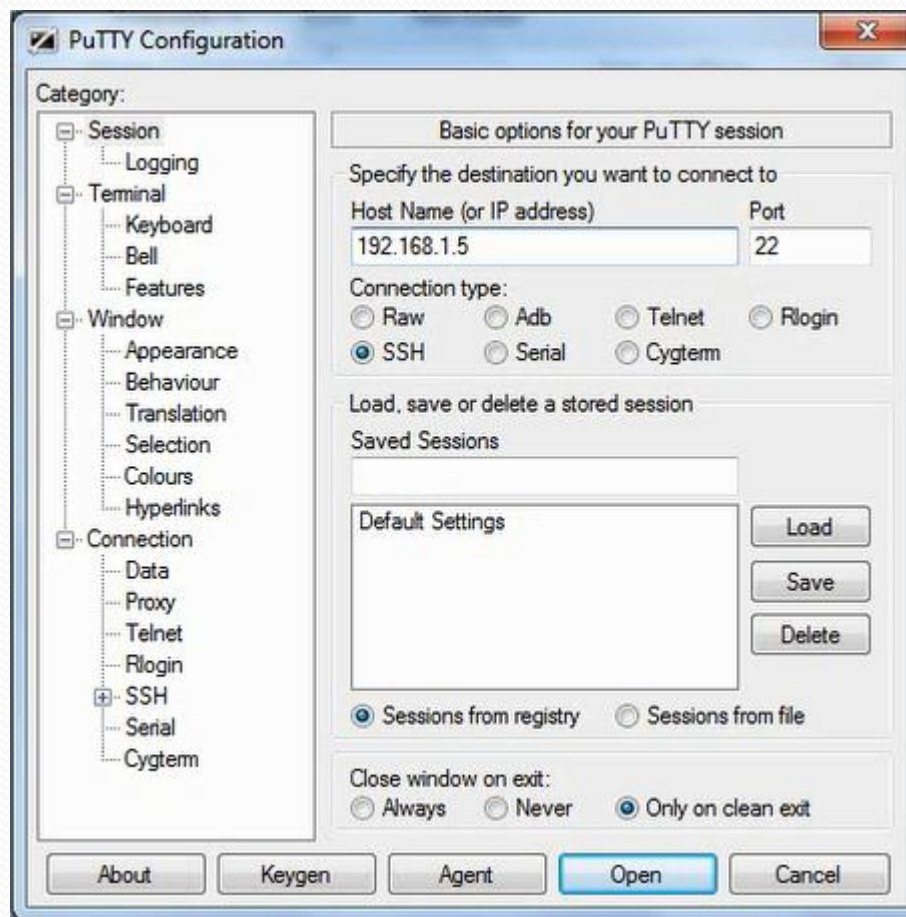 PuTTY Configuration
Category:
Session
Logging
Terminal
Keyboard
Bell
Features
Window
Appearance
Behaviour
Translation
Selection
Colours
Hyperlinks
Connection
Data
Proxy
Telnet
Rlogin
SSH
Serial
Cygterm
Basic options for your PuTTY session
Specify the destination you want to connect to
Host Name (or IP address) Port
192.168.1.5 22
Connection type:
Raw Adb Telnet Rlogin
SSH Serial Cygterm
Load, save or delete a stored session
Saved Sessions
Default Settings
Load
Save
Delete
Sessions from registry Sessions from file
Close window on exit:
Always Never Only on clean exit
About Keygen Agent Open Cancel